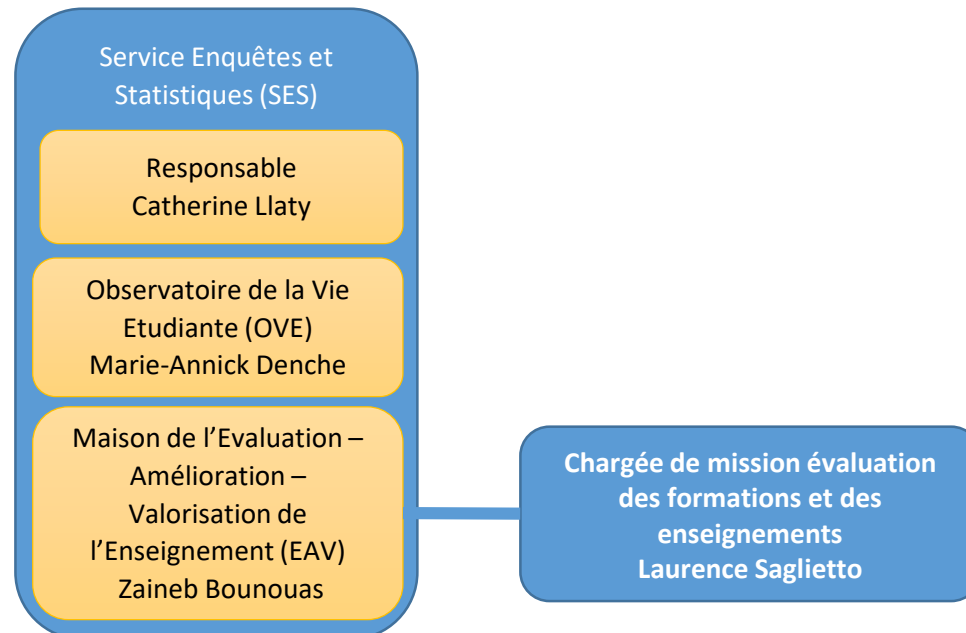 Service Enquêtes et
Statistiques (SES)
Responsable
Catherine Llaty
Observatoire de la Vie
Etudiante (OVE)
Marie-Annick Denche
Maison de l’Evaluation –
Amélioration –
Valorisation de
l’Enseignement (EAV)
Zaineb Bounouas
Chargée de mission évaluation
des formations et des
enseignements
Laurence Saglietto